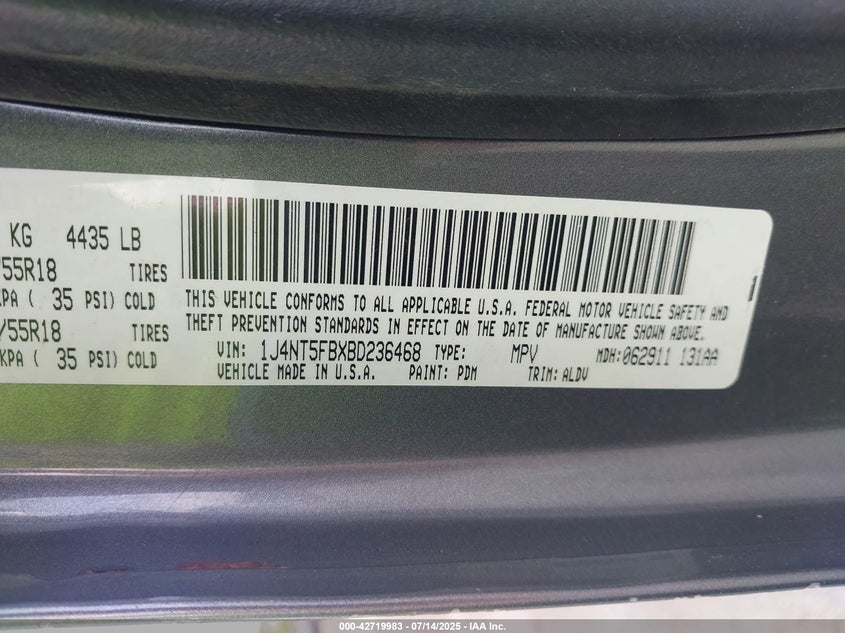 KG 4435 LB
55R18 TIRES
KPA ( 35 PSI) COLD
/55R18 TIRES
KPA ( 35 PSI) COLD
THIS VEHICLE CONFORMS TO ALL APPLICABLE U.S.A. FEDERAL MOTOR VEHICLE SAFETY AND
THEFT PREVENTION STANDARDS IN EFFECT ON THE DATE OF MANUFACTURE SHOWN ABOVE.
VIN: 1J4NT5FBXBD236468 TYPE: MPV MDH:062911 131AA
VEHICLE MADE IN U.S.A. PAINT: PDM TRIM: ALDV
000-42719983 - 07/14/2025 - IAA Inc.